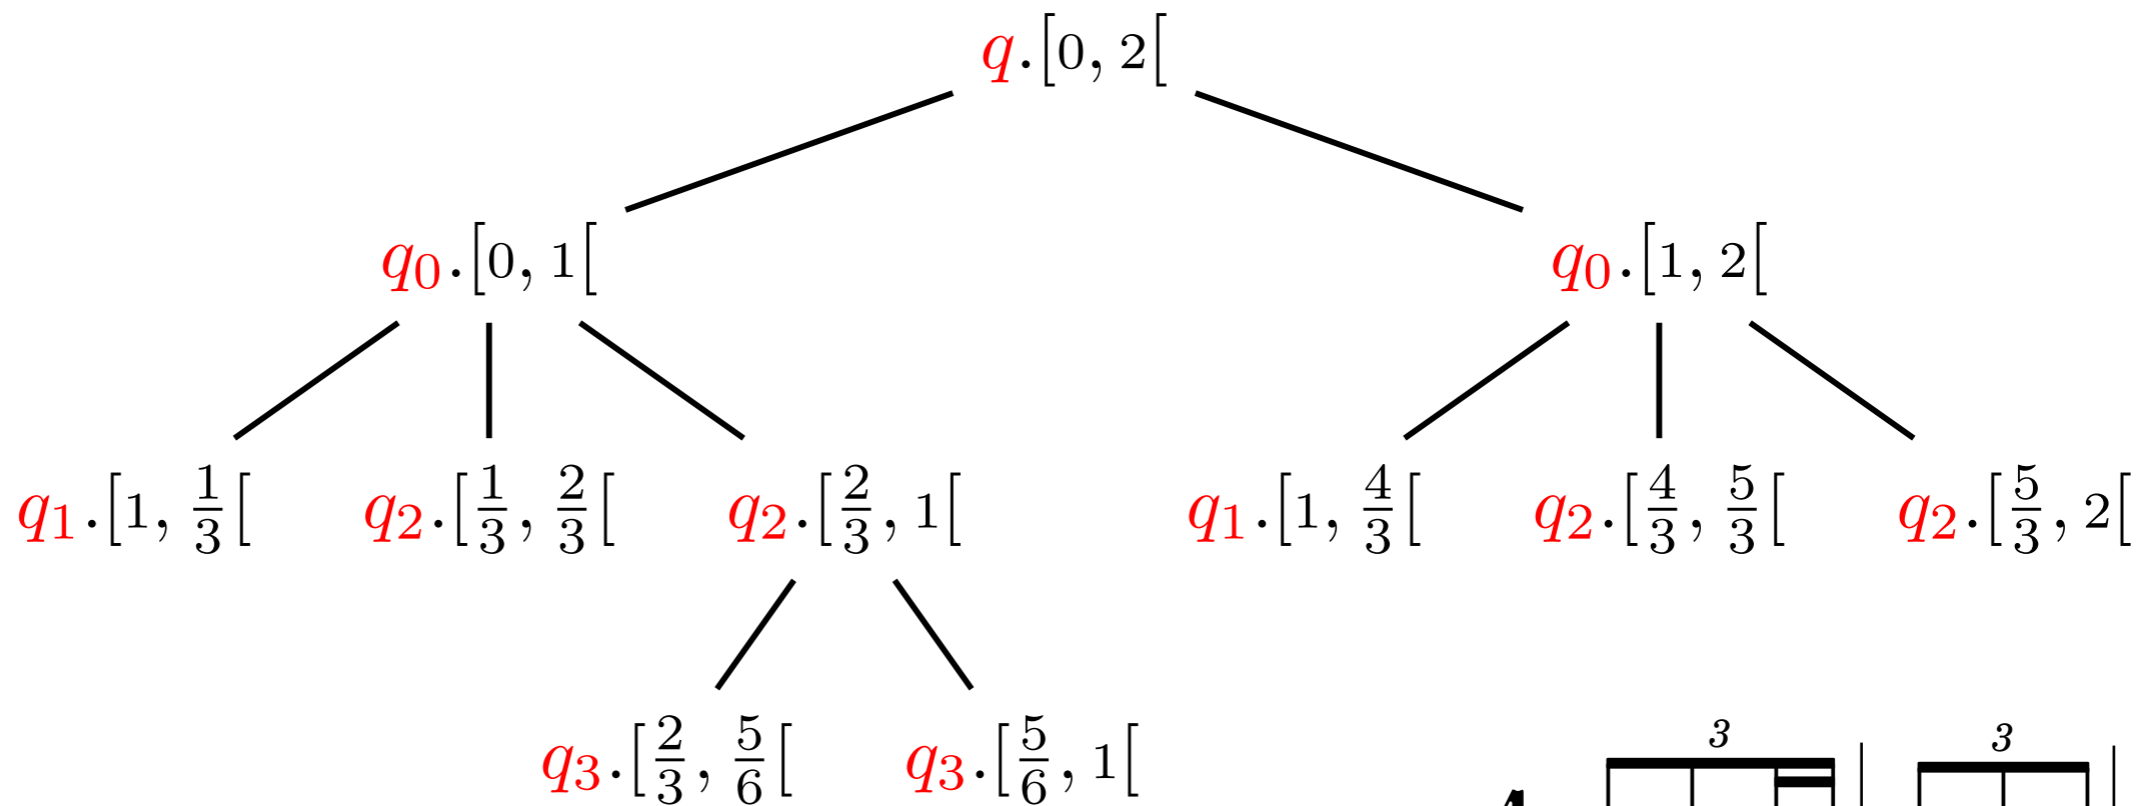 q.[0, 2[
q₀.[0, 1[ q₀.[1, 2[
q₁.[1, 1/3[ q₂.[1/3, 2/3[ q₂.[2/3, 1[ q₁.[1, 4/3[ q₂.[4/3, 5/3[ q₂.[5/3, 2[
3 3
q₃.[2/3, 5/6[ q₃.[5/6, 1[